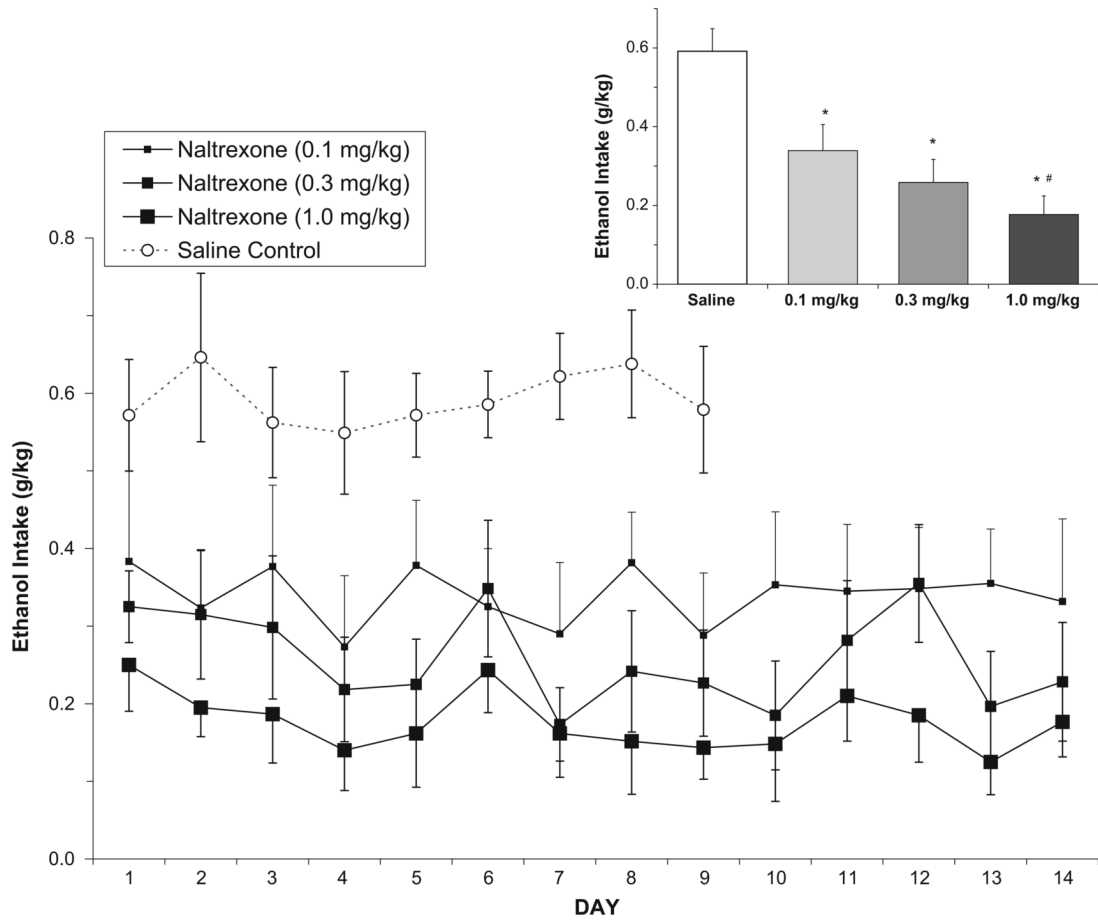 0.6
0.4
0.2
0.0
Ethanol Intake (g/kg)
*
*
* #
Saline
0.1 mg/kg
0.3 mg/kg
1.0 mg/kg
Naltrexone (0.1 mg/kg)
Naltrexone (0.3 mg/kg)
Naltrexone (1.0 mg/kg)
Saline Control
0.8
0.6
0.4
0.2
0.0
Ethanol Intake (g/kg)
1 2 3 4 5 6 7 8 9 10 11 12 13 14
DAY